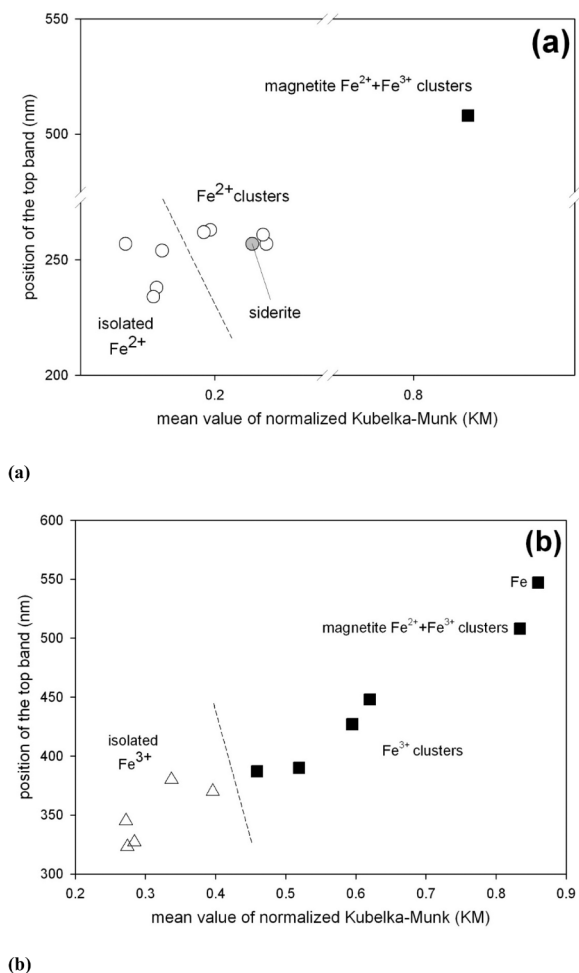 (a)
550
500
250
200
position of the top band (nm)
magnetite Fe²⁺+Fe³⁺ clusters
Fe²⁺clusters
isolated
Fe²⁺
siderite
0.2
0.8
mean value of normalized Kubelka-Munk (KM)
(a)
(b)
600
550
500
450
400
350
300
position of the top band (nm)
Fe
magnetite Fe²⁺+Fe³⁺ clusters
isolated
Fe³⁺
Fe³⁺ clusters
0.2 0.3 0.4 0.5 0.6 0.7 0.8 0.9
mean value of normalized Kubelka-Munk (KM)
(b)